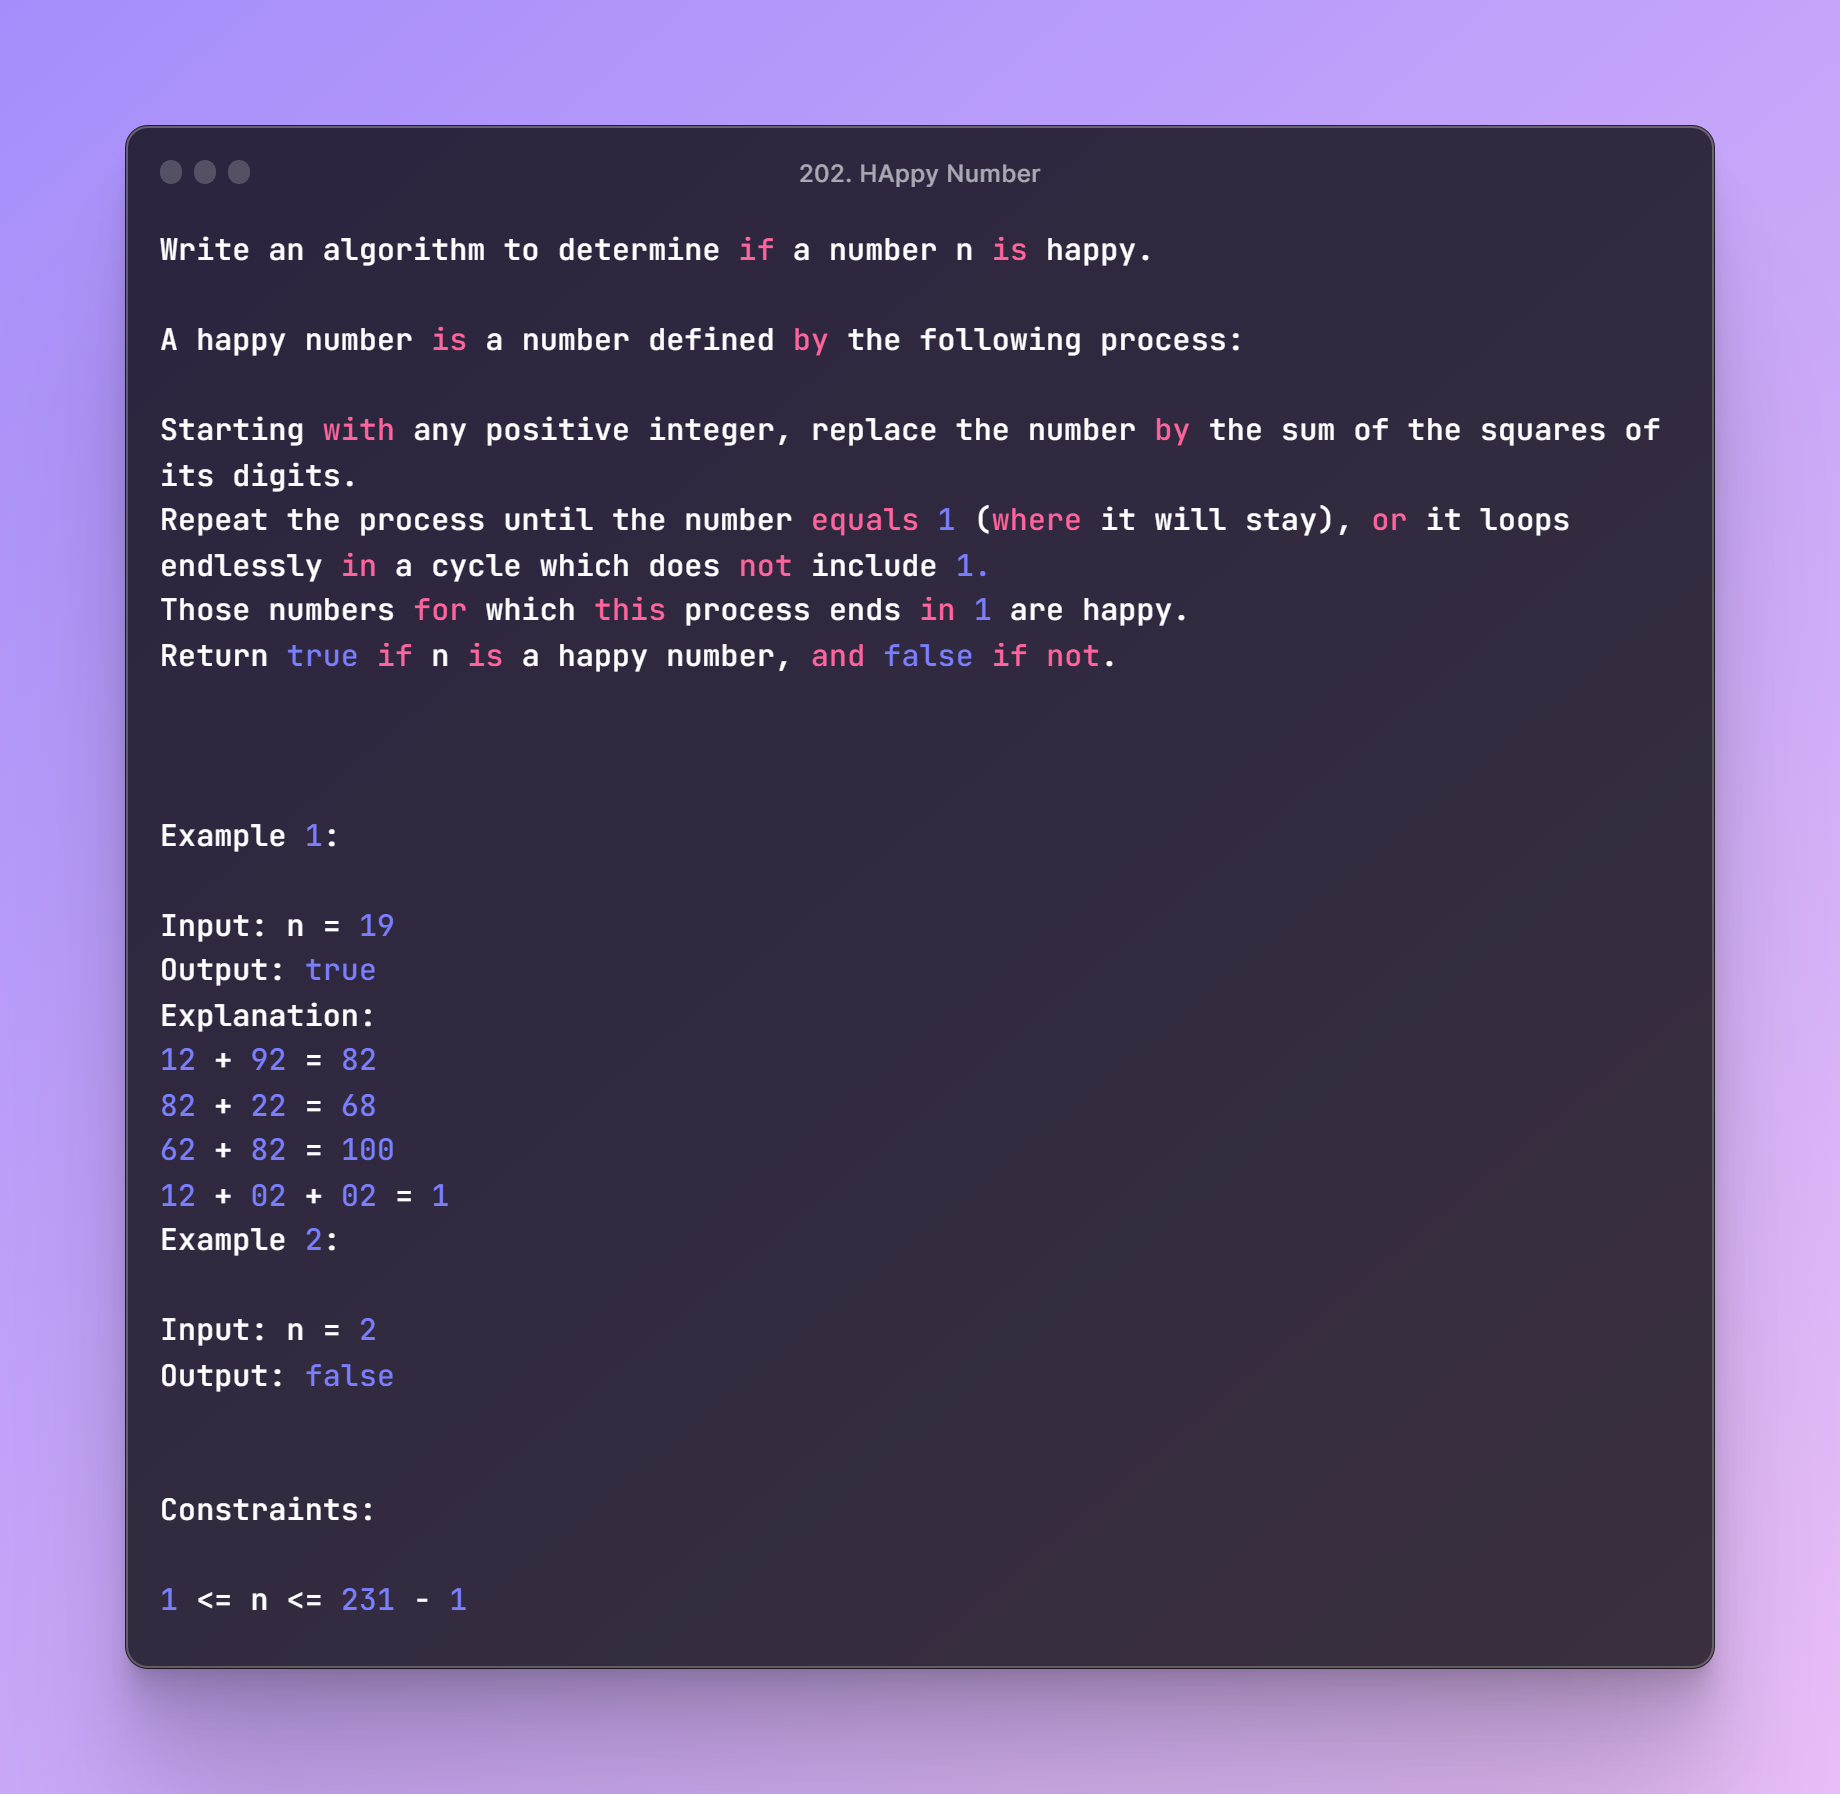 202. HAppy Number
Write an algorithm to determine if a number n is happy.
A happy number is a number defined by the following process:
Starting with any positive integer, replace the number by the sum of the squares of
its digits.
Repeat the process until the number equals 1 (where it will stay), or it loops
endlessly in a cycle which does not include 1.
Those numbers for which this process ends in 1 are happy.
Return true if n is a happy number, and false if not.
Example 1:
Input: n = 19
Output: true
Explanation:
12 + 92 = 82
82 + 22 = 68
62 + 82 = 100
12 + 02 + 02 = 1
Example 2:
Input: n = 2
Output: false
Constraints:
1 <= n <= 231 - 1